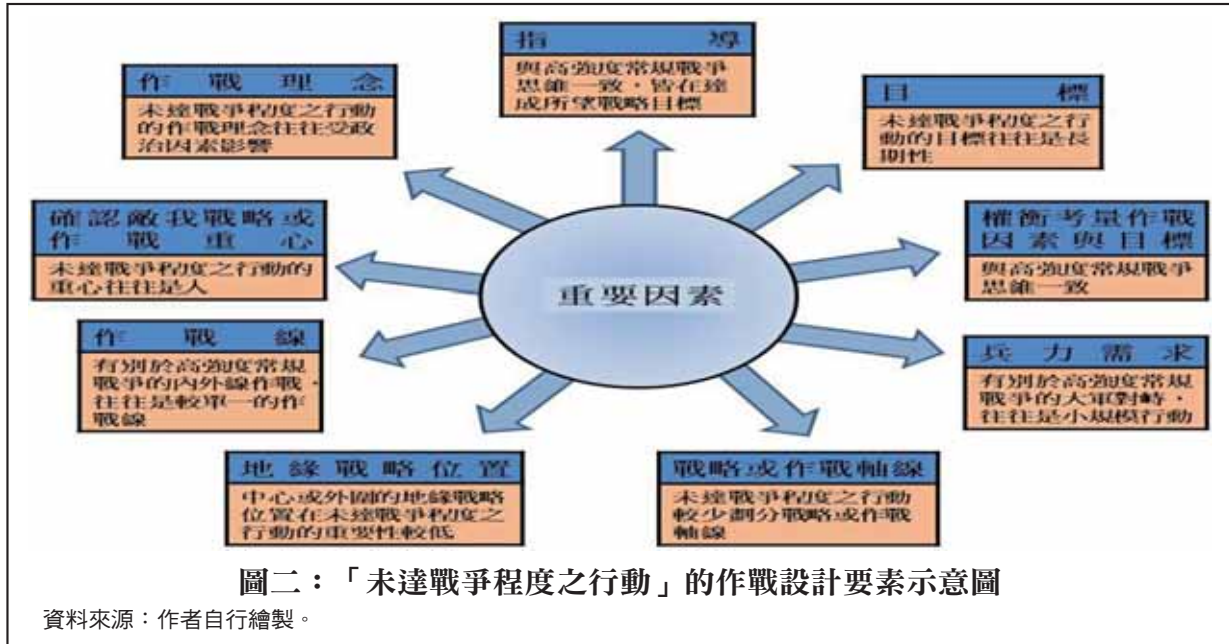 指導
與高強度常規戰爭
思維一致，皆在達
成所望戰略目標
作戰理念
未達戰爭程度之行動
的作戰理念往往受政
治因素影響
目標
未達戰爭程度之行
動的目標往往是長
期性
確認敵我戰略或
作戰重心
未達戰爭程度之行動的
重心往往是人
權衡考量作戰
因素與目標
與高強度常規戰爭
思維一致
重要因素
作戰線
有別於高強度常規
戰爭的內外線作戰，
往往是較單一的作
戰線
兵力需求
有別於高強度常規
戰爭的大軍對峙，
往往是小規模行動
地緣戰略位置
中心或外圍的地緣戰略
位置在未達戰爭程度之
行動的重要性較低
戰略或作戰軸線
未達戰爭程度之行動
較少劃分戰略或作戰
軸線
圖二：「未達戰爭程度之行動」的作戰設計要素示意圖
資料來源：作者自行繪製。